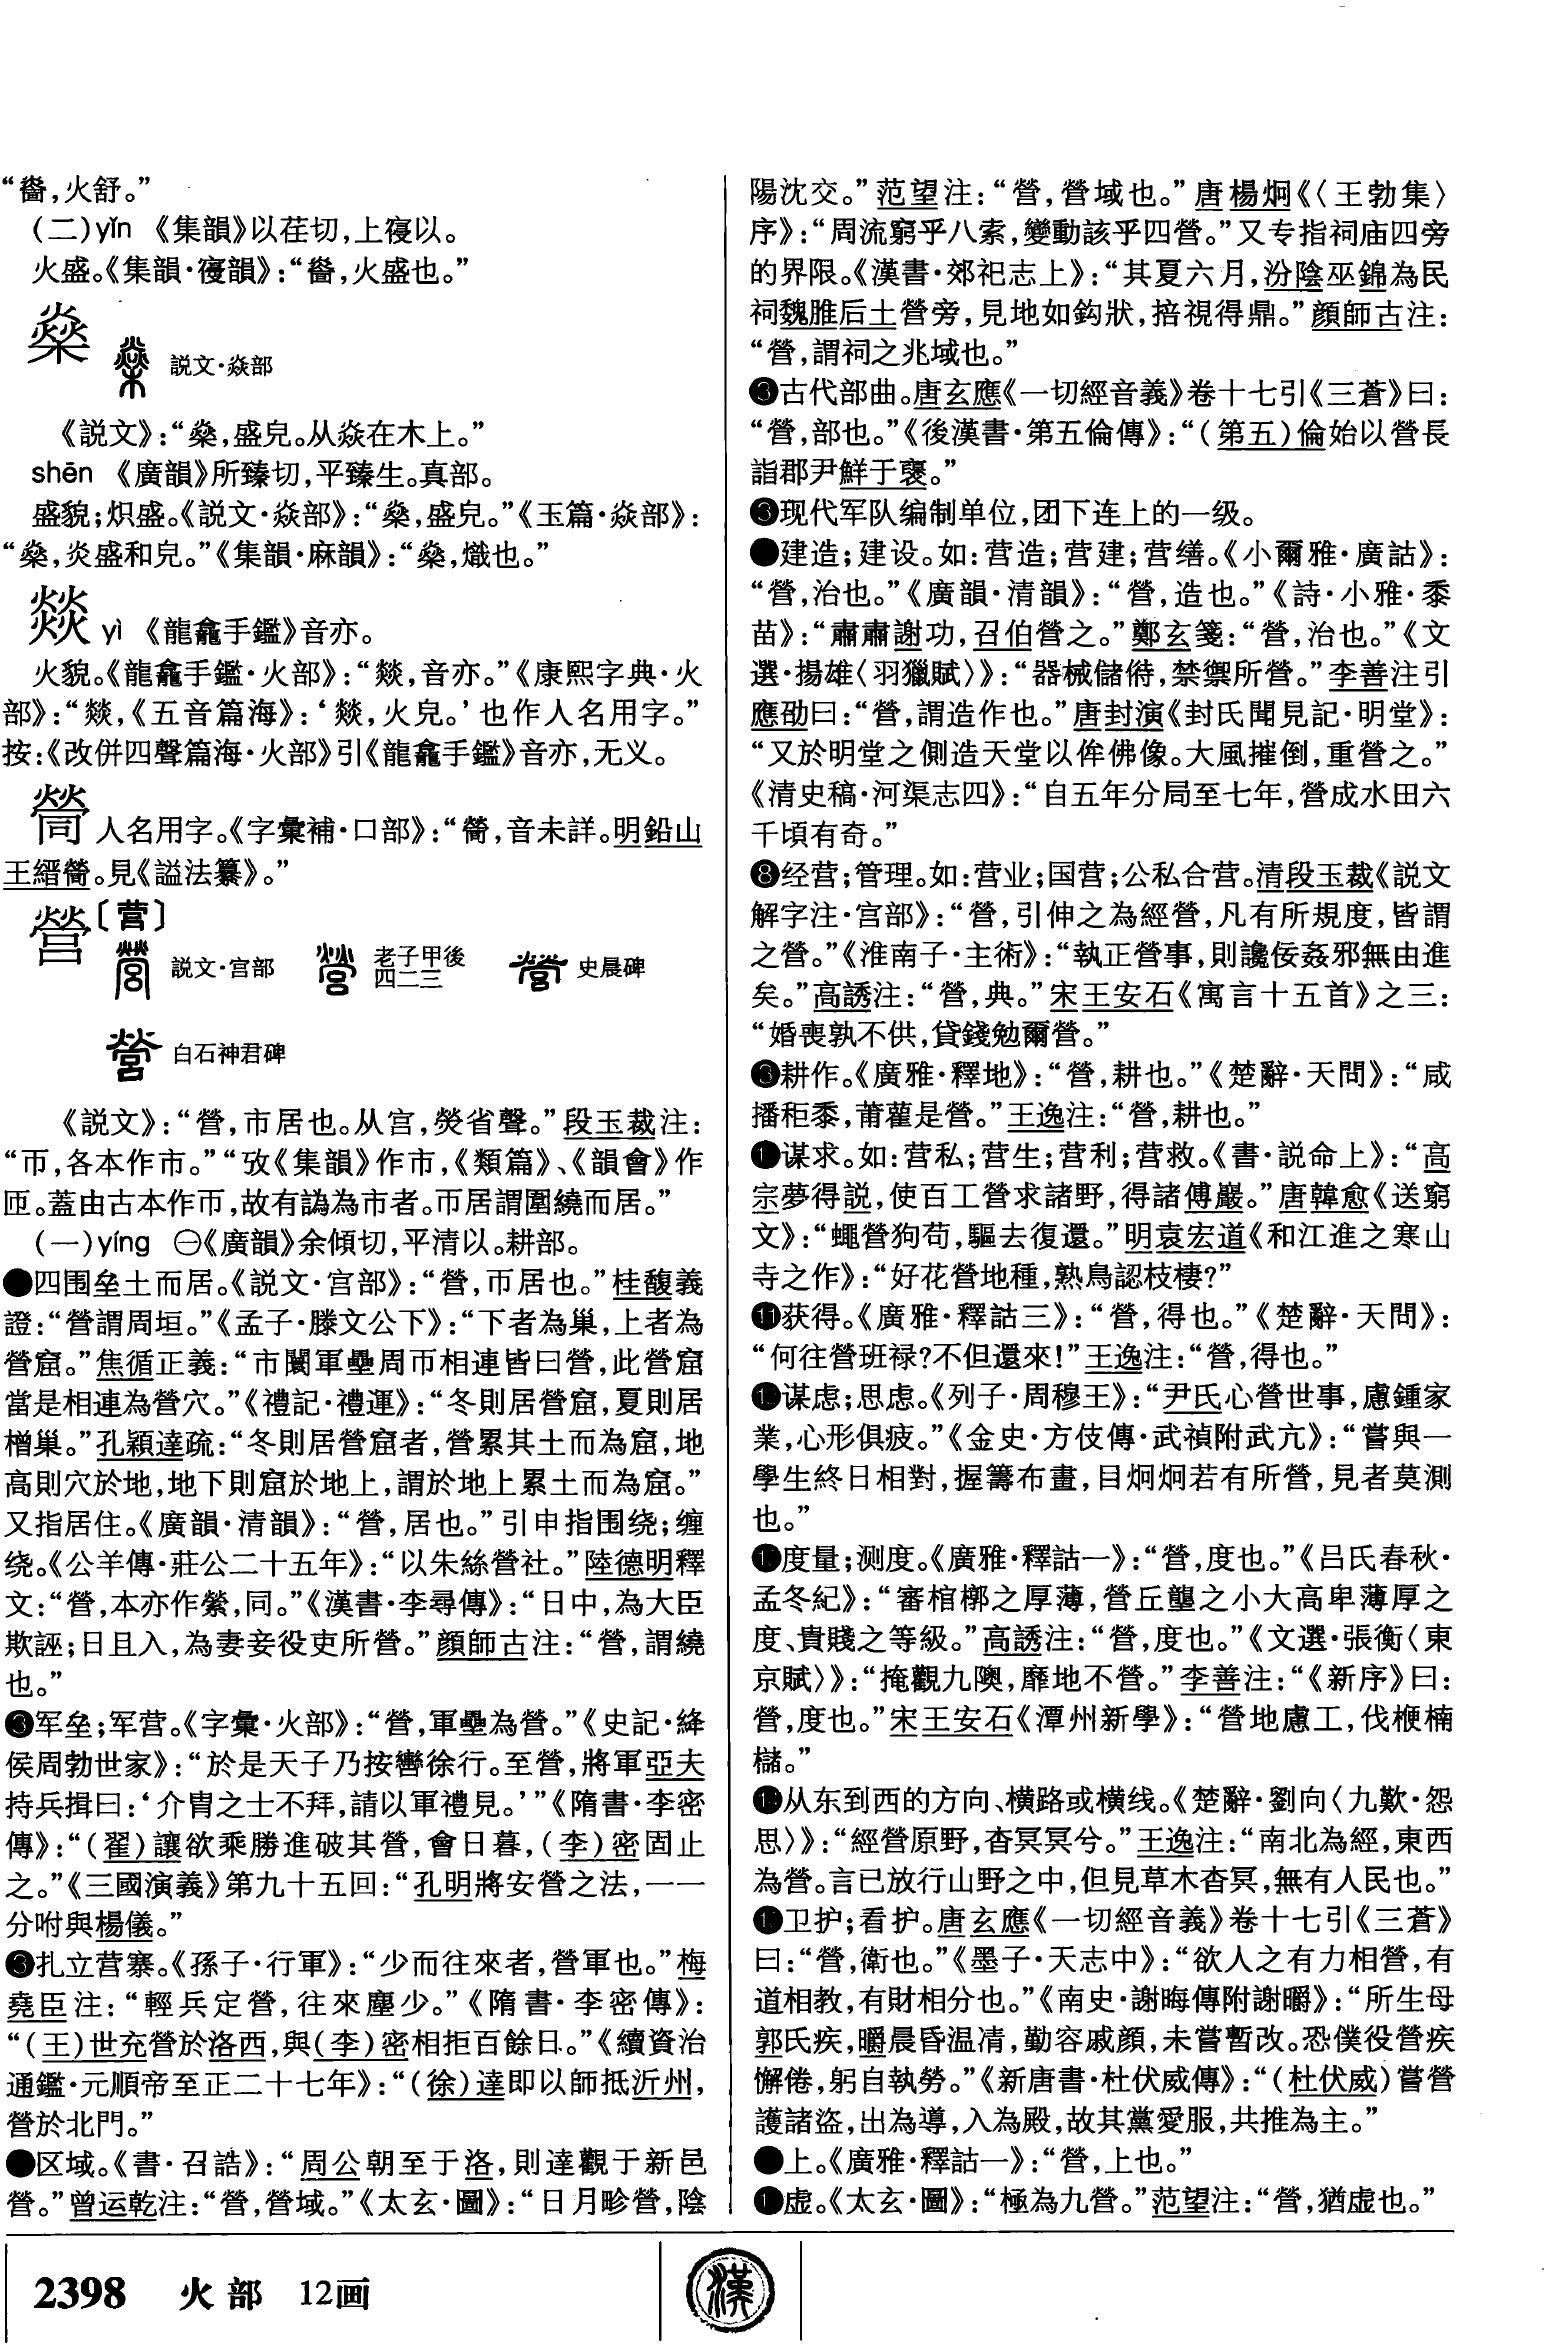 “𤏻,火舒。”
(二)yǐn 《集韻》以荏切,上寑以。
火盛。《集韻·寑韻》:“𤏻,火盛也。”
燊 説文·焱部
《説文》:“燊,盛皃。从焱在木上。”
shēn 《廣韻》所臻切,平臻生。真部。
盛貌;炽盛。《説文·焱部》:“燊,盛皃。”《玉篇·焱部》:
“燊,炎盛和皃。”《集韻·麻韻》:“燊,熾也。”
燚 yì 《龍龕手鑑》音亦。
火貌。《龍龕手鑑·火部》:“燚,音亦。”《康熙字典·火
部》:“燚,《五音篇海》:‘燚,火皃。’也作人名用字。”
按:《改併四聲篇海·火部》引《龍龕手鑑》音亦,无义。
人名用字。《字彙補·口部》:“,音未詳。明鉛山
王縉。見《謚法纂》。”
營〔营〕
説文·宫部 老子甲後四二三 史晨碑
白石神君碑
《説文》:“營,市居也。从宫,熒省聲。”段玉裁注:
“帀,各本作市。”“攷《集韻》作市,《類篇》、《韻會》作
匝。蓋由古本作帀,故有譌為市者。帀居謂圍繞而居。”
(一)yíng ㊀《廣韻》余傾切,平清以。耕部。
●四围垒土而居。《説文·宫部》:“營,帀居也。”桂馥義
證:“營謂周垣。”《孟子·滕文公下》:“下者為巢,上者為
營窟。”焦循正義:“市闤軍壘周帀相連皆曰營,此營窟
當是相連為營穴。”《禮記·禮運》:“冬則居營窟,夏則居
橧巢。”孔穎達疏:“冬則居營窟者,營累其土而為窟,地
高則穴於地,地下則窟於地上,謂於地上累土而為窟。”
又指居住。《廣韻·清韻》:“營,居也。”引申指围绕;缠
绕。《公羊傳·莊公二十五年》:“以朱絲營社。”陸德明釋
文:“營,本亦作縈,同。”《漢書·李尋傳》:“日中,為大臣
欺誣;日且入,為妻妾役吏所營。”顔師古注:“營,謂繞
也。”
❸军垒;军营。《字彙·火部》:“營,軍壘為營。”《史記·絳
侯周勃世家》:“於是天子乃按轡徐行。至營,將軍亞夫
持兵揖曰:‘介胄之士不拜,請以軍禮見。’”《隋書·李密
傳》:“(翟)讓欲乘勝進破其營,會日暮,(李)密固止
之。”《三國演義》第九十五回:“孔明將安營之法,一一
分咐與楊儀。”
❸扎立营寨。《孫子·行軍》:“少而往來者,營軍也。”梅
堯臣注:“輕兵定營,往來塵少。”《隋書·李密傳》:
“(王)世充營於洛西,與(李)密相拒百餘日。”《續資治
通鑑·元順帝至正二十七年》:“(徐)達即以師抵沂州,
營於北門。”
●区域。《書·召誥》:“周公朝至于洛,則達觀于新邑
營。”曾运乾注:“營,營域。”《太玄·圖》:“日月畛營,陰
陽沈交。”范望注:“營,營域也。”唐楊炯《〈王勃集〉
序》:“周流窮乎八索,變動該乎四營。”又专指祠庙四旁
的界限。《漢書·郊祀志上》:“其夏六月,汾陰巫錦為民
祠魏脽后土營旁,見地如鈎狀,掊視得鼎。”顔師古注:
“營,謂祠之兆域也。”
❸古代部曲。唐玄應《一切經音義》卷十七引《三蒼》曰:
“營,部也。”《後漢書·第五倫傳》:“(第五)倫始以營長
詣郡尹鮮于襃。”
❸现代军队编制单位,团下连上的一级。
●建造;建设。如:营造;营建;营缮。《小爾雅·廣詁》:
“營,治也。”《廣韻·清韻》:“營,造也。”《詩·小雅·黍
苗》:“肅肅謝功,召伯營之。”鄭玄箋:“營,治也。”《文
選·揚雄〈羽獵賦〉》:“器械儲偫,禁禦所營。”李善注引
應劭曰:“營,謂造作也。”唐封演《封氏聞見記·明堂》:
“又於明堂之側造天堂以侔佛像。大風摧倒,重營之。”
《清史稿·河渠志四》:“自五年分局至七年,營成水田六
千頃有奇。”
❽经营;管理。如:营业;国营;公私合营。清段玉裁《説文
解字注·宫部》:“營,引伸之為經營,凡有所規度,皆謂
之營。”《淮南子·主術》:“執正營事,則讒佞姦邪無由進
矣。”高誘注:“營,典。”宋王安石《寓言十五首》之三:
“婚喪孰不供,貸錢勉爾營。”
❸耕作。《廣雅·釋地》:“營,耕也。”《楚辭·天問》:“咸
播秬黍,莆雚是營。”王逸注:“營,耕也。”
❶谋求。如:营私;营生;营利;营救。《書·説命上》:“高
宗夢得説,使百工營求諸野,得諸傅巖。”唐韓愈《送窮
文》:“蠅營狗苟,驅去復還。”明袁宏道《和江進之寒山
寺之作》:“好花營地種,熟鳥認枝棲?”
⓫获得。《廣雅·釋詁三》:“營,得也。”《楚辭·天問》:
“何往營班禄?不但還來!”王逸注:“營,得也。”
❶谋虑;思虑。《列子·周穆王》:“尹氏心營世事,慮鍾家
業,心形俱疲。”《金史·方伎傳·武禎附武亢》:“嘗與一
學生終日相對,握籌布畫,目炯炯若有所營,見者莫測
也。”
❶度量;测度。《廣雅·釋詁一》:“營,度也。”《吕氏春秋·
孟冬紀》:“審棺槨之厚薄,營丘壟之小大高卑薄厚之
度、貴賤之等級。”高誘注:“營,度也。”《文選·張衡〈東
京賦〉》:“掩觀九隩,靡地不營。”李善注:“《新序》曰:
營,度也。”宋王安石《潭州新學》:“營地慮工,伐楩楠
櫧。”
❶从东到西的方向、横路或横线。《楚辭·劉向〈九歎·怨
思〉》:“經營原野,杳冥冥兮。”王逸注:“南北為經,東西
為營。言已放行山野之中,但見草木杳冥,無有人民也。”
❶卫护;看护。唐玄應《一切經音義》卷十七引《三蒼》
曰:“營,衛也。”《墨子·天志中》:“欲人之有力相營,有
道相教,有財相分也。”《南史·謝晦傳附謝㬭》:“所生母
郭氏疾,㬭晨昏温凊,勤容戚顔,未嘗暫改。恐僕役營疾
懈倦,躬自執勞。”《新唐書·杜伏威傳》:“(杜伏威)嘗營
護諸盜,出為導,入為殿,故其黨愛服,共推為主。”
●上。《廣雅·釋詁一》:“營,上也。”
❶虚。《太玄·圖》:“極為九營。”范望注:“營,猶虚也。”
2398 火部 12画
漢